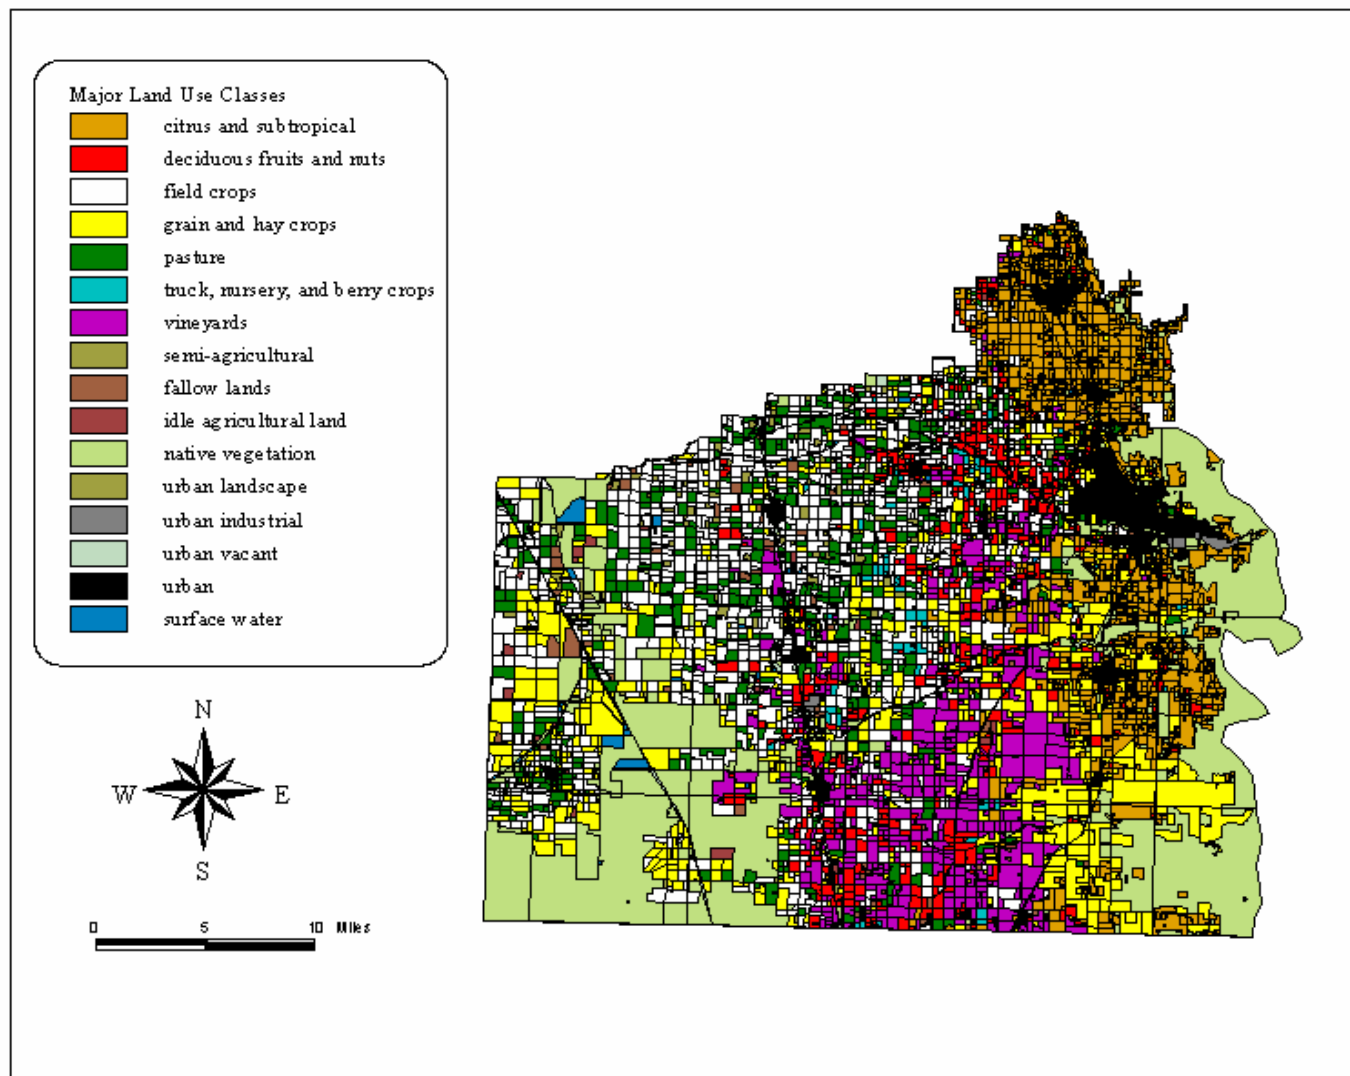 Major Land Use Classes
citrus and subtropical
deciduous fruits and nuts
field crops
grain and hay crops
pasture
truck, nursery, and berry crops
vineyards
semi-agricultural
fallow lands
idle agricultural land
native vegetation
urban landscape
urban industrial
urban vacant
urban
surface water
N
W E
S
0 5 10 Miles